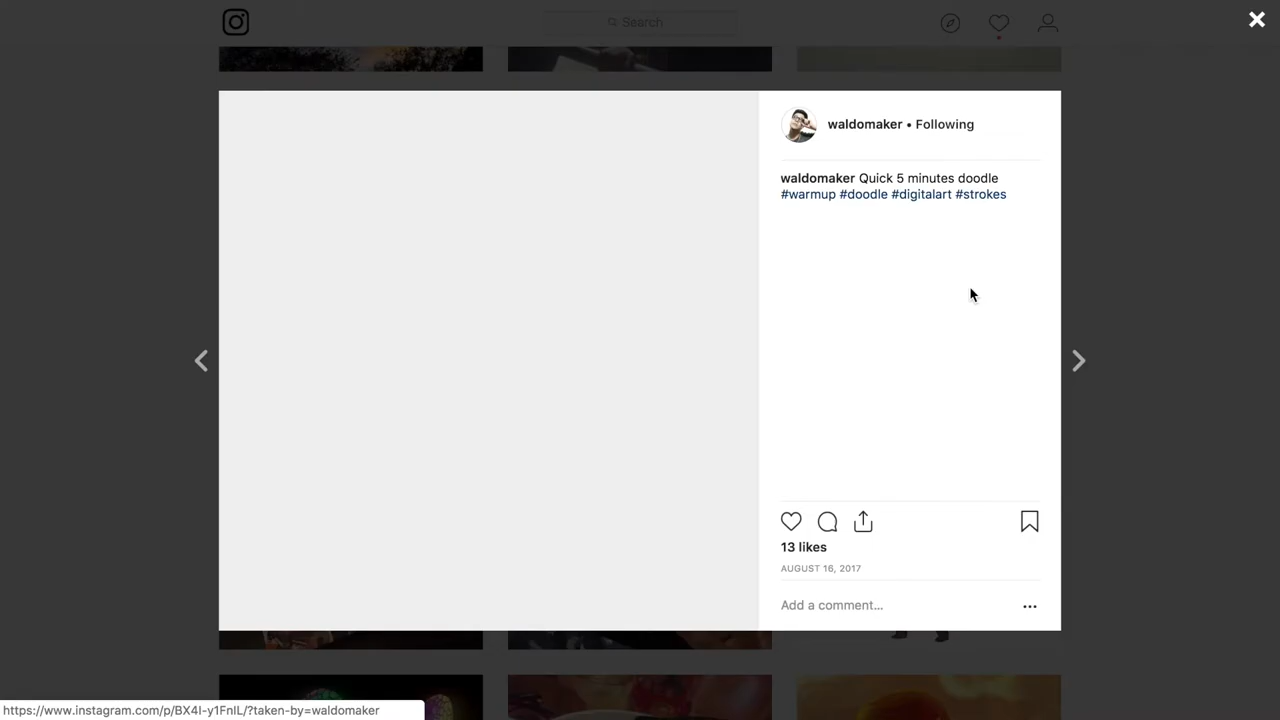 Search
waldomaker • Following
waldomaker Quick 5 minutes doodle
#warmup #doodle #digitalart #strokes
13 likes
AUGUST 16, 2017
Add a comment...
https://www.instagram.com/p/BX4I-y1FnlL/?taken-by=waldomaker